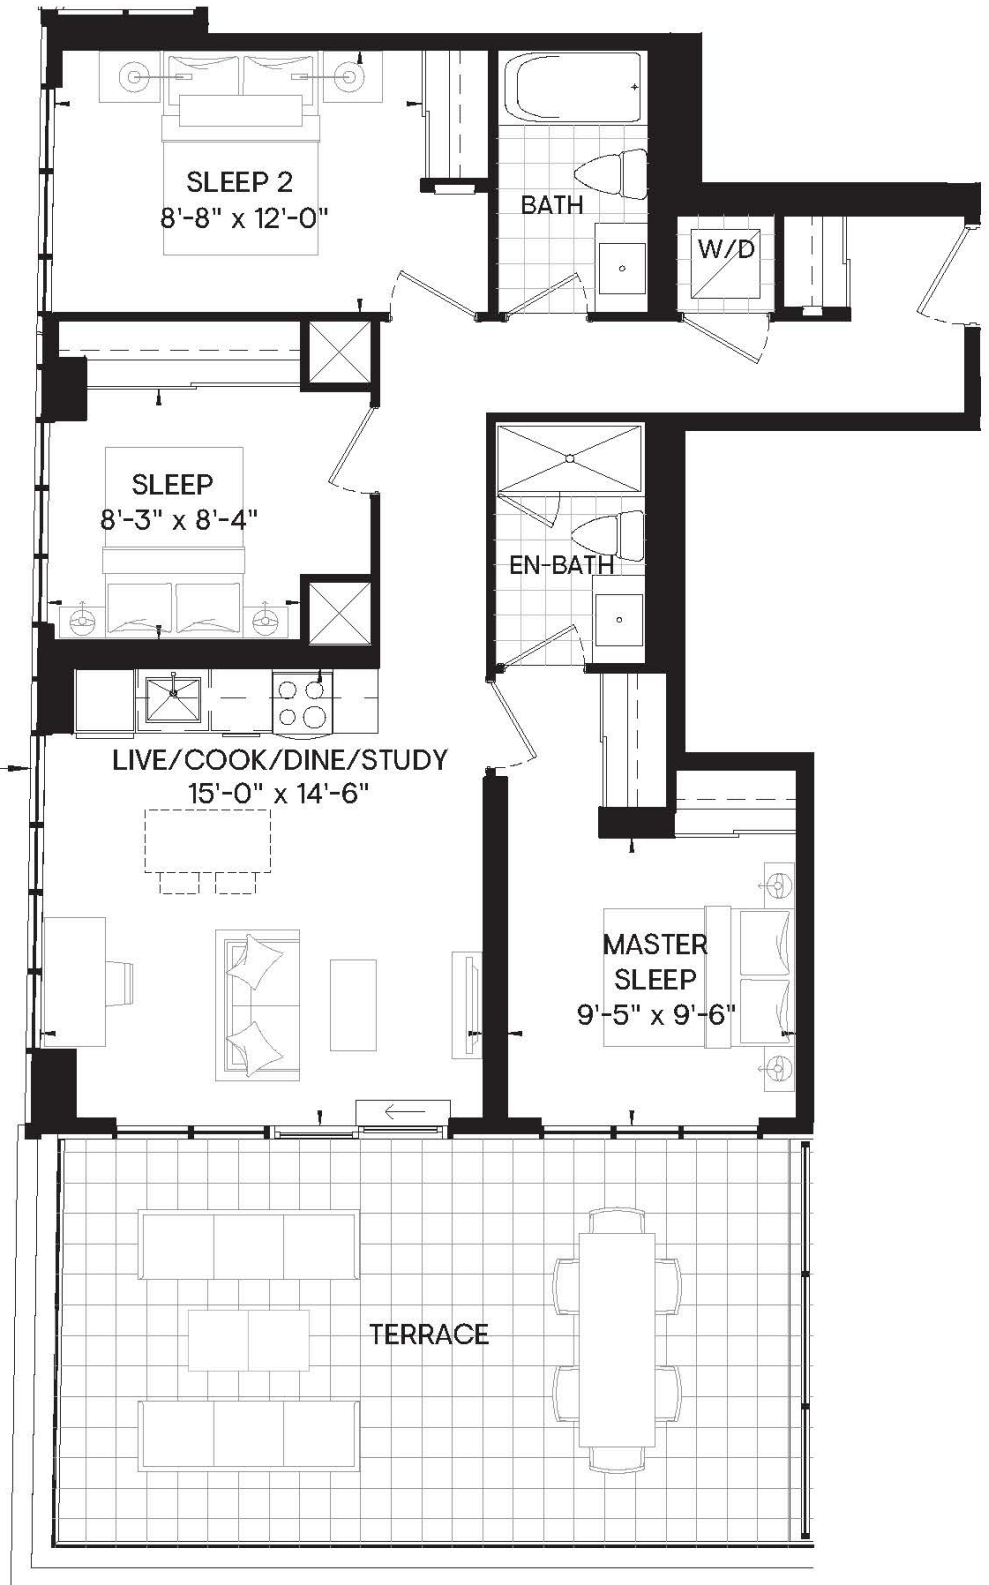 SLEEP 2
8'-8" x 12'-0"
BATH
W/D
SLEEP
8'-3" x 8'-4"
EN-BATH
LIVE/COOK/DINE/STUDY
15'-0" x 14'-6"
MASTER
SLEEP
9'-5" x 9'-6"
TERRACE